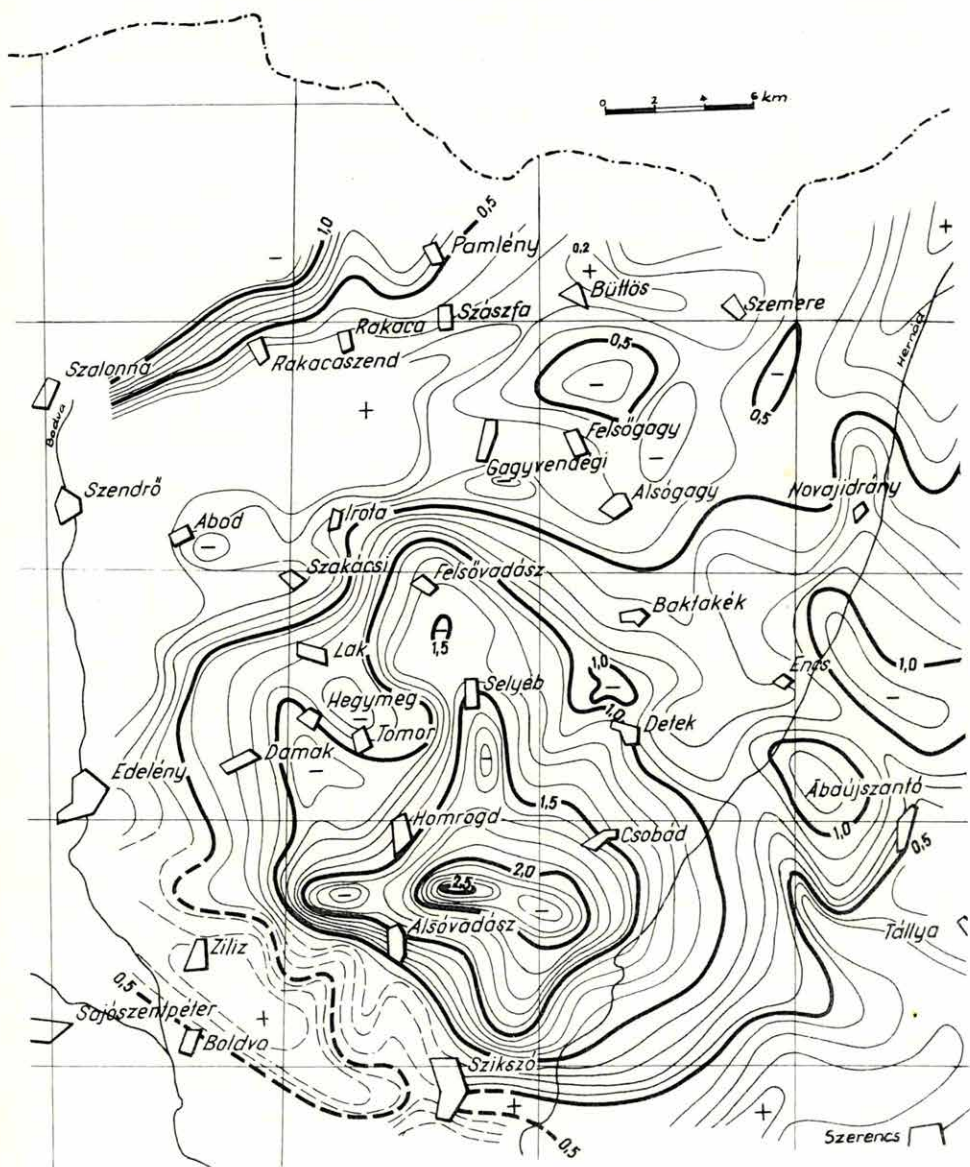 0 2 4 6 km
1,0
0,5
Pamlény
0,2
Büttös
Szemere
Szászfa
Rakaca
Rakacaszend
Szalonna
Bodva
Hernád
0,5
0,5
Felsőgagy
Gagyvendégi
Alsógagy
Novajidrány
Szendrő
Abod
Irota
Szakácsi
Felsővadász
Baktakék
1,5
Lak
1,0
1,0
Encs
Selyeb
Hegymeg
Tomor
1,0
Detek
Damak
Edelény
Abaújszántó
1,5
Homrogd
Csobád
1,0
0,5
2,0
2,5
Alsóvadász
Tállya
Ziliz
0,5
Sajószentpéter
Boldva
Szikszó
0,5
Szerencs